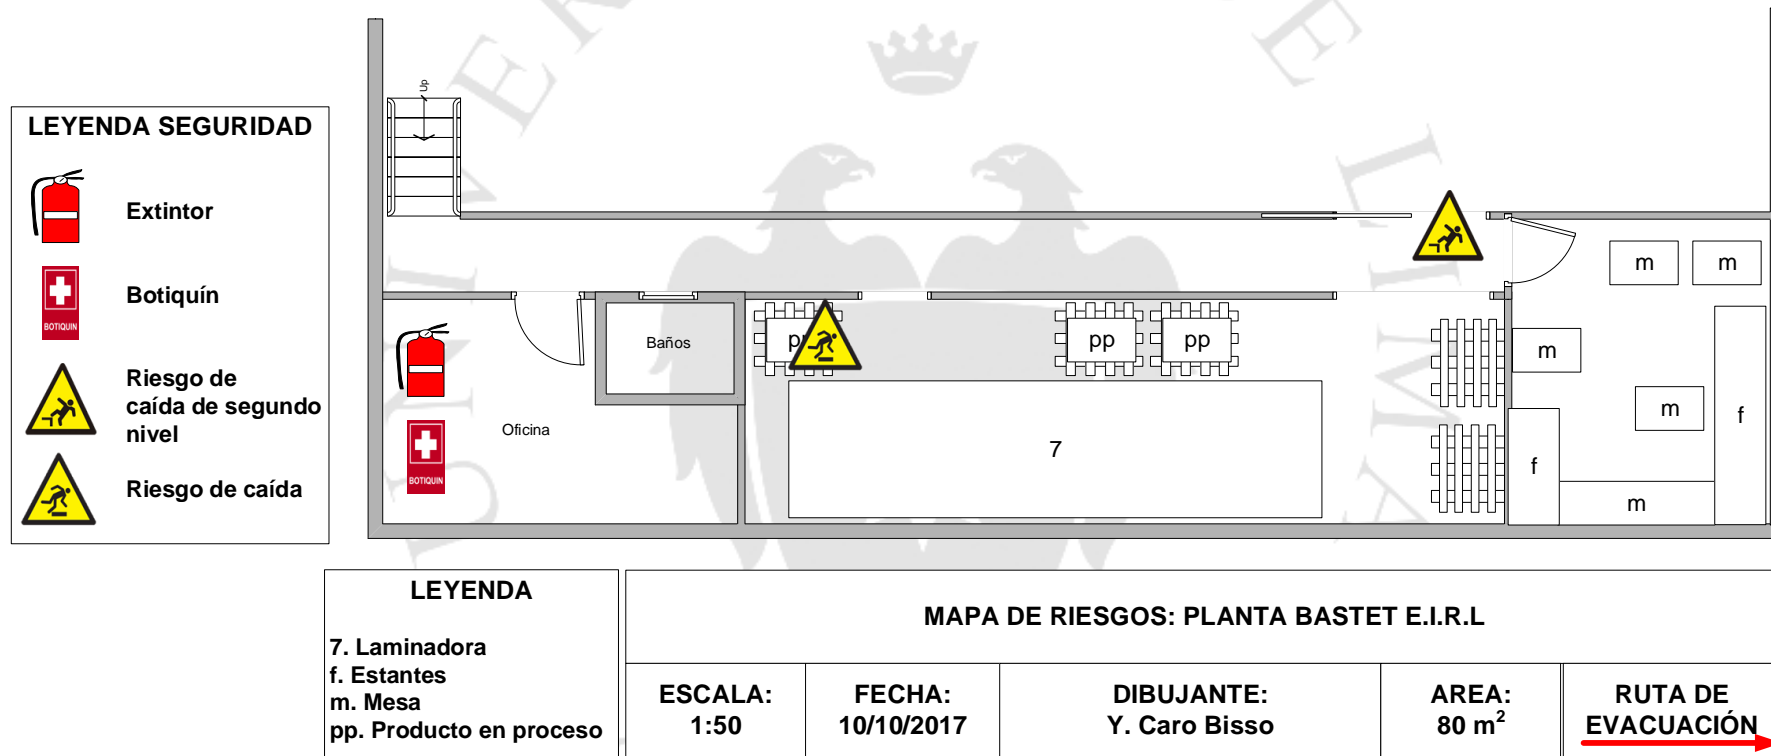 LEYENDA SEGURIDAD
Extintor
BOTIQUIN
Botiquín
Riesgo de
caída de segundo
nivel
Riesgo de caída
Up
Oficina
BOTIQUIN
Baños
pp
pp
pp
7
m
m
m
m
f
f
m
LEYENDA
7. Laminadora
f. Estantes
m. Mesa
pp. Producto en proceso
MAPA DE RIESGOS: PLANTA BASTET E.I.R.L
ESCALA:
1:50
FECHA:
10/10/2017
DIBUJANTE:
Y. Caro Bisso
AREA:
80 m²
RUTA DE
EVACUACIÓN